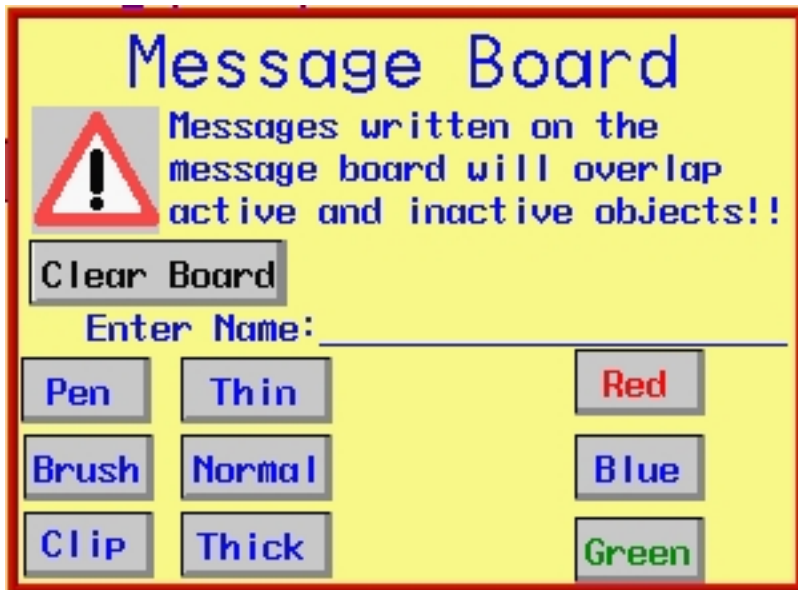 Message Board
Messages written on the
message board will overlap
active and inactive objects!!
Clear Board
Enter Name:
Pen Thin Red
Brush Normal Blue
Clip Thick Green